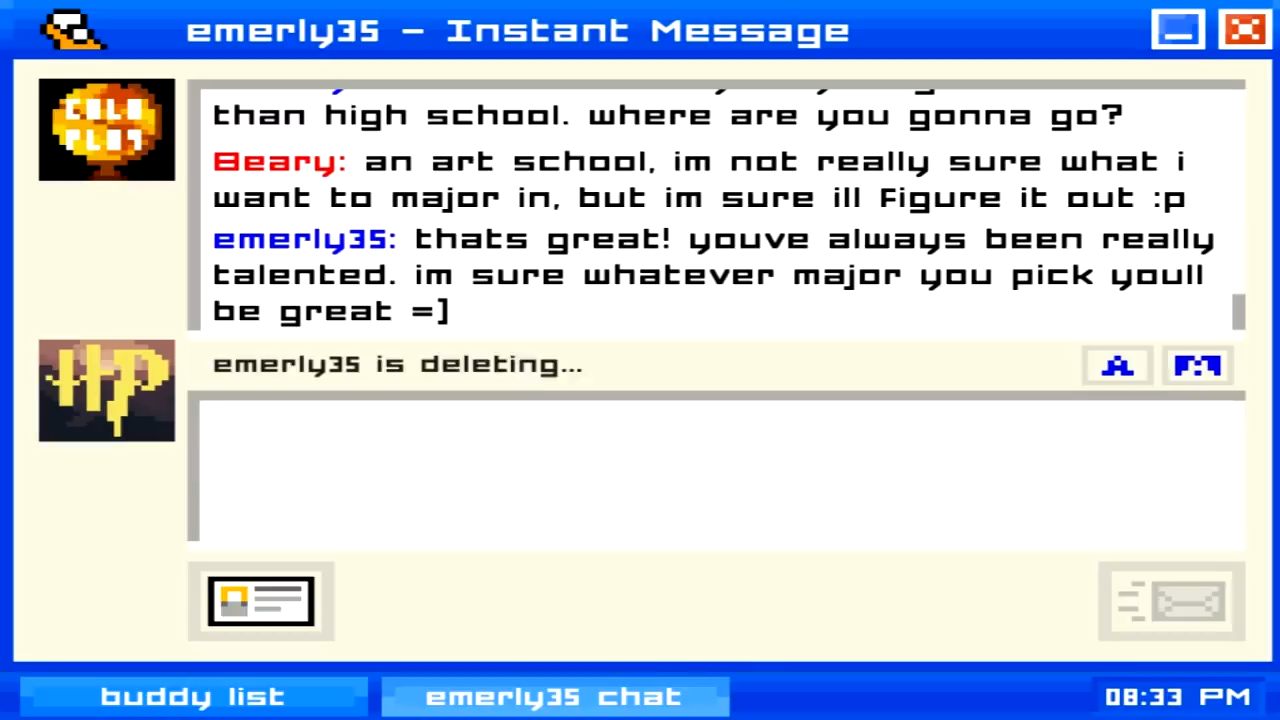 emerly35 - Instant Message
COLD
PLAY
than high school. where are you gonna go?
Beary: an art school, im not really sure what i
want to major in, but im sure ill figure it out :p
emerly35: thats great! youve always been really
talented. im sure whatever major you pick youll
be great =]
HP
emerly35 is deleting...
A
buddy list
emerly35 chat
08:33 PM